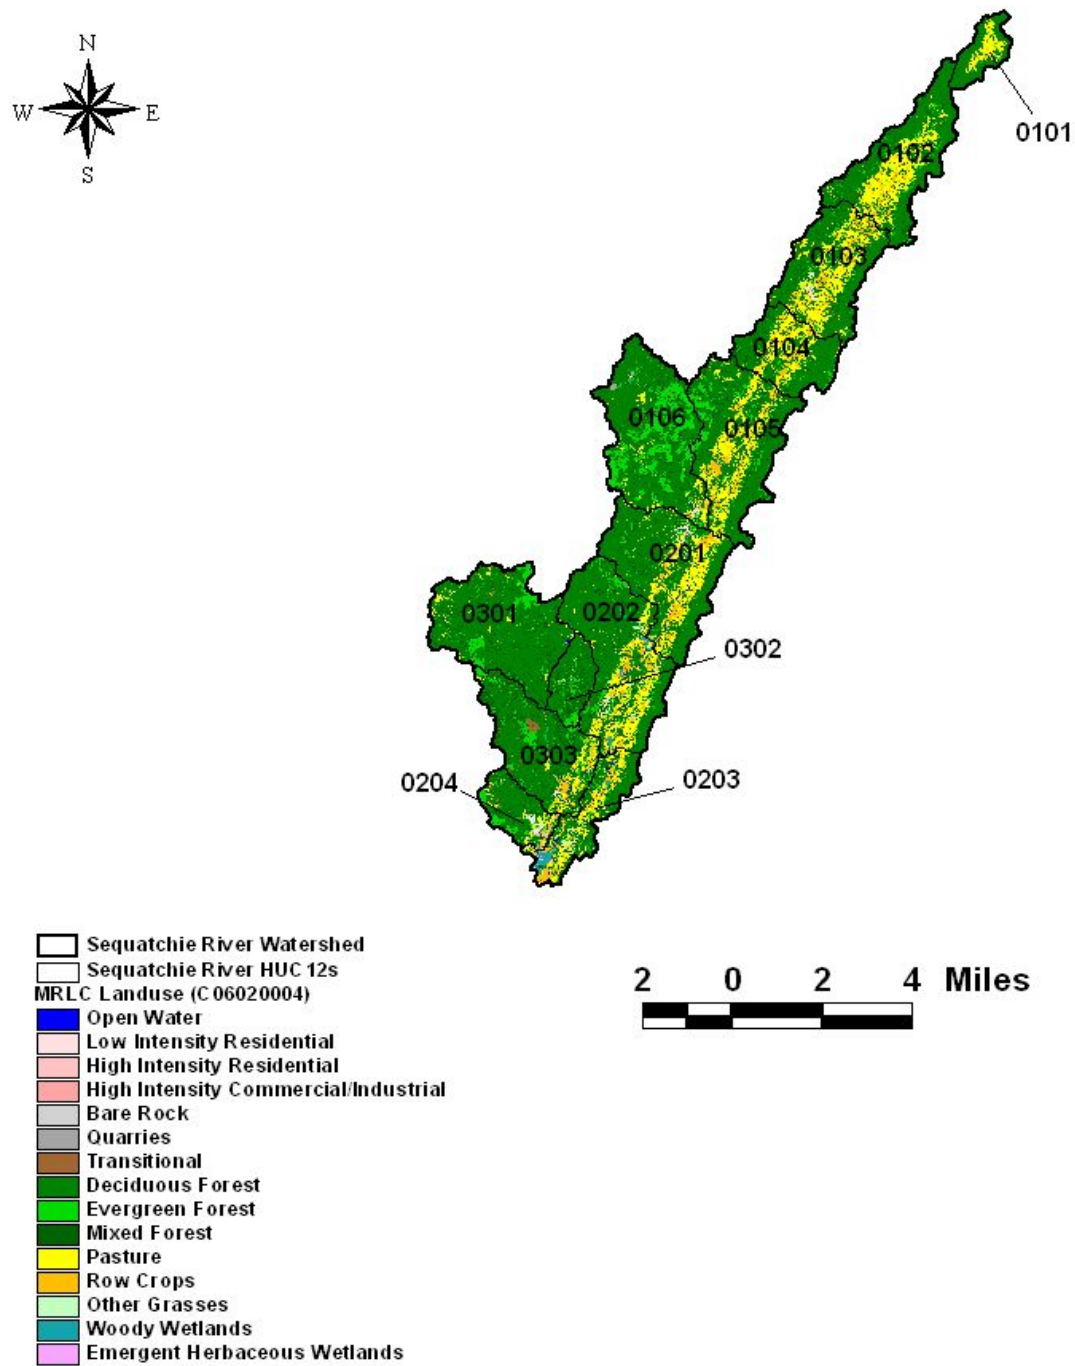 N
W E
S
0101
0102
0103
0104
0106
0105
0201
0301
0202
0302
0303
0204
0203
Sequatchie River Watershed
Sequatchie River HUC 12s
MRLC Landuse (C06020004)
Open Water
Low Intensity Residential
High Intensity Residential
High Intensity Commercial/Industrial
Bare Rock
Quarries
Transitional
Deciduous Forest
Evergreen Forest
Mixed Forest
Pasture
Row Crops
Other Grasses
Woody Wetlands
Emergent Herbaceous Wetlands
2 0 2 4 Miles